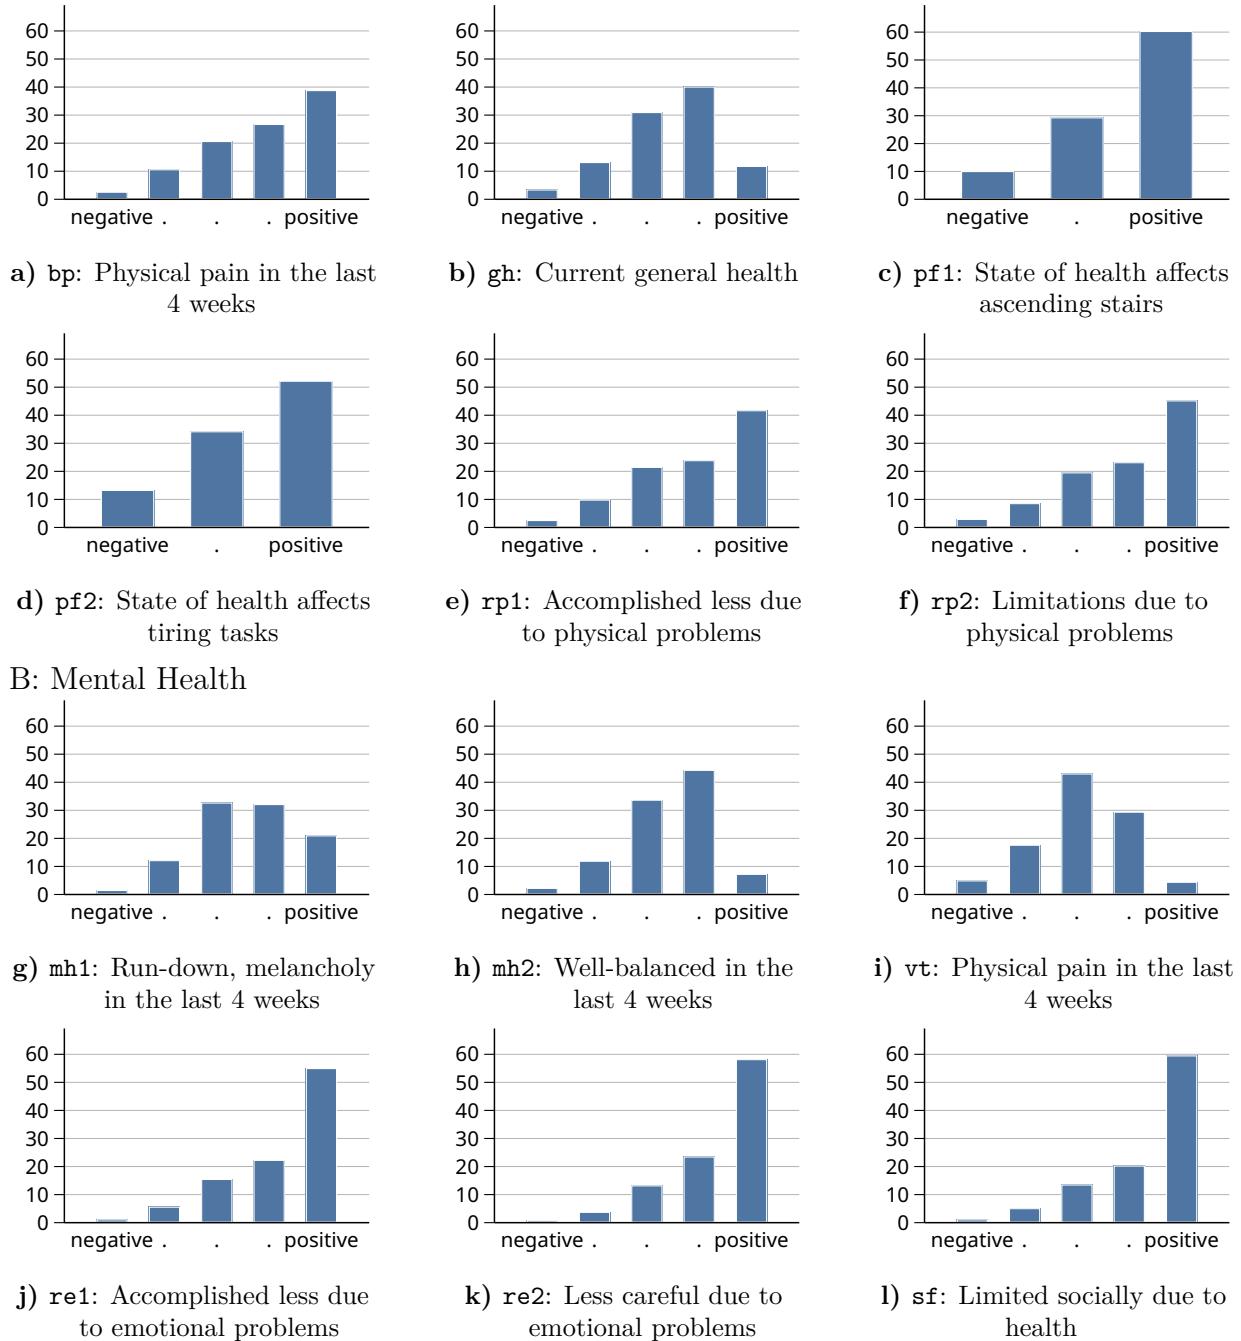 60
50
40
30
20
10
0
negative . . . positive
60
50
40
30
20
10
0
negative . . . positive
60
50
40
30
20
10
0
negative . positive
a) bp: Physical pain in the last
4 weeks
b) gh: Current general health
c) pf1: State of health affects
ascending stairs
60
50
40
30
20
10
0
negative . positive
60
50
40
30
20
10
0
negative . . . positive
60
50
40
30
20
10
0
negative . . . positive
d) pf2: State of health affects
tiring tasks
e) rp1: Accomplished less due
to physical problems
f) rp2: Limitations due to
physical problems
B: Mental Health
60
50
40
30
20
10
0
negative . . . positive
60
50
40
30
20
10
0
negative . . . positive
60
50
40
30
20
10
0
negative . . . positive
g) mh1: Run-down, melancholy
in the last 4 weeks
h) mh2: Well-balanced in the
last 4 weeks
i) vt: Physical pain in the last
4 weeks
60
50
40
30
20
10
0
negative . . . positive
60
50
40
30
20
10
0
negative . . . positive
60
50
40
30
20
10
0
negative . . . positive
j) re1: Accomplished less due
to emotional problems
k) re2: Less careful due to
emotional problems
l) sf: Limited socially due to
health